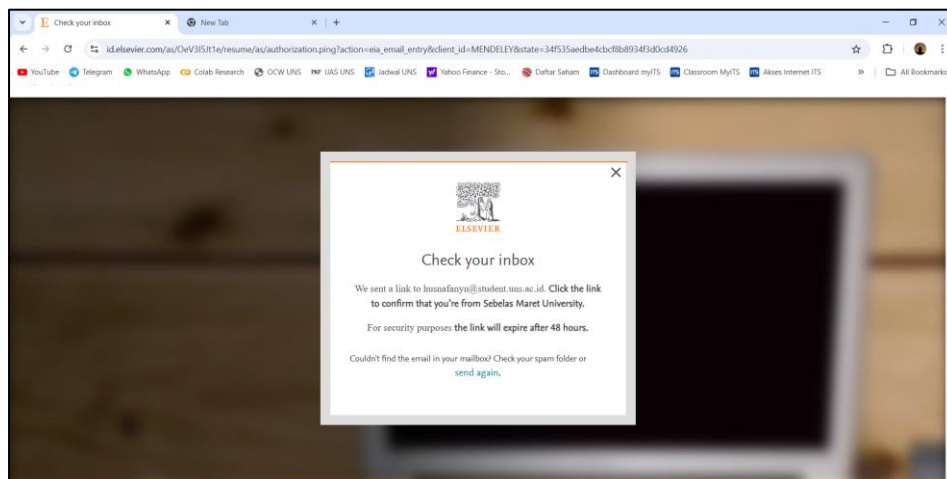 Check your inbox
New Tab
id.elsevier.com/as/OeV3I5Jt1e/resume/as/authorization.ping?action=eia_email_entry&client_id=MENDELEY&state=34f535aedbe4cbcf8b8934f3d0cd4926
YouTube Telegram WhatsApp Colab Research OCW UNS UAS UNS Jadwal UNS Yahoo Finance - Sto... Daftar Saham Dashboard myITS Classroom MyITS Akses Internet ITS » All Bookmarks
ELSEVIER
Check your inbox
We sent a link to husnafanyn@student.uns.ac.id. Click the link
to confirm that you're from Sebelas Maret University.
For security purposes the link will expire after 48 hours.
Couldn't find the email in your mailbox? Check your spam folder or
send again.